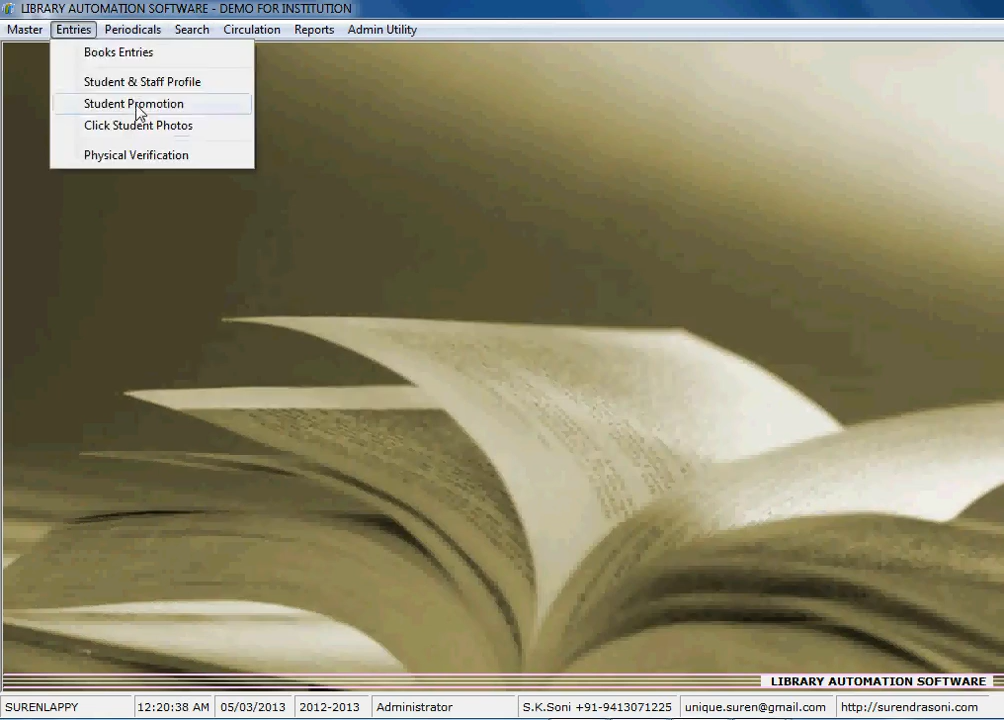 LIBRARY AUTOMATION SOFTWARE - DEMO FOR INSTITUTION
Master Entries Periodicals Search Circulation Reports Admin Utility
Books Entries
Student & Staff Profile
Student Promotion
Click Student Photos
Physical Verification
LIBRARY AUTOMATION SOFTWARE
SURENLAPPY 12:20:38 AM 05/03/2013 2012-2013 Administrator S.K.Soni +91-9413071225 unique.suren@gmail.com http://surendrasoni.com